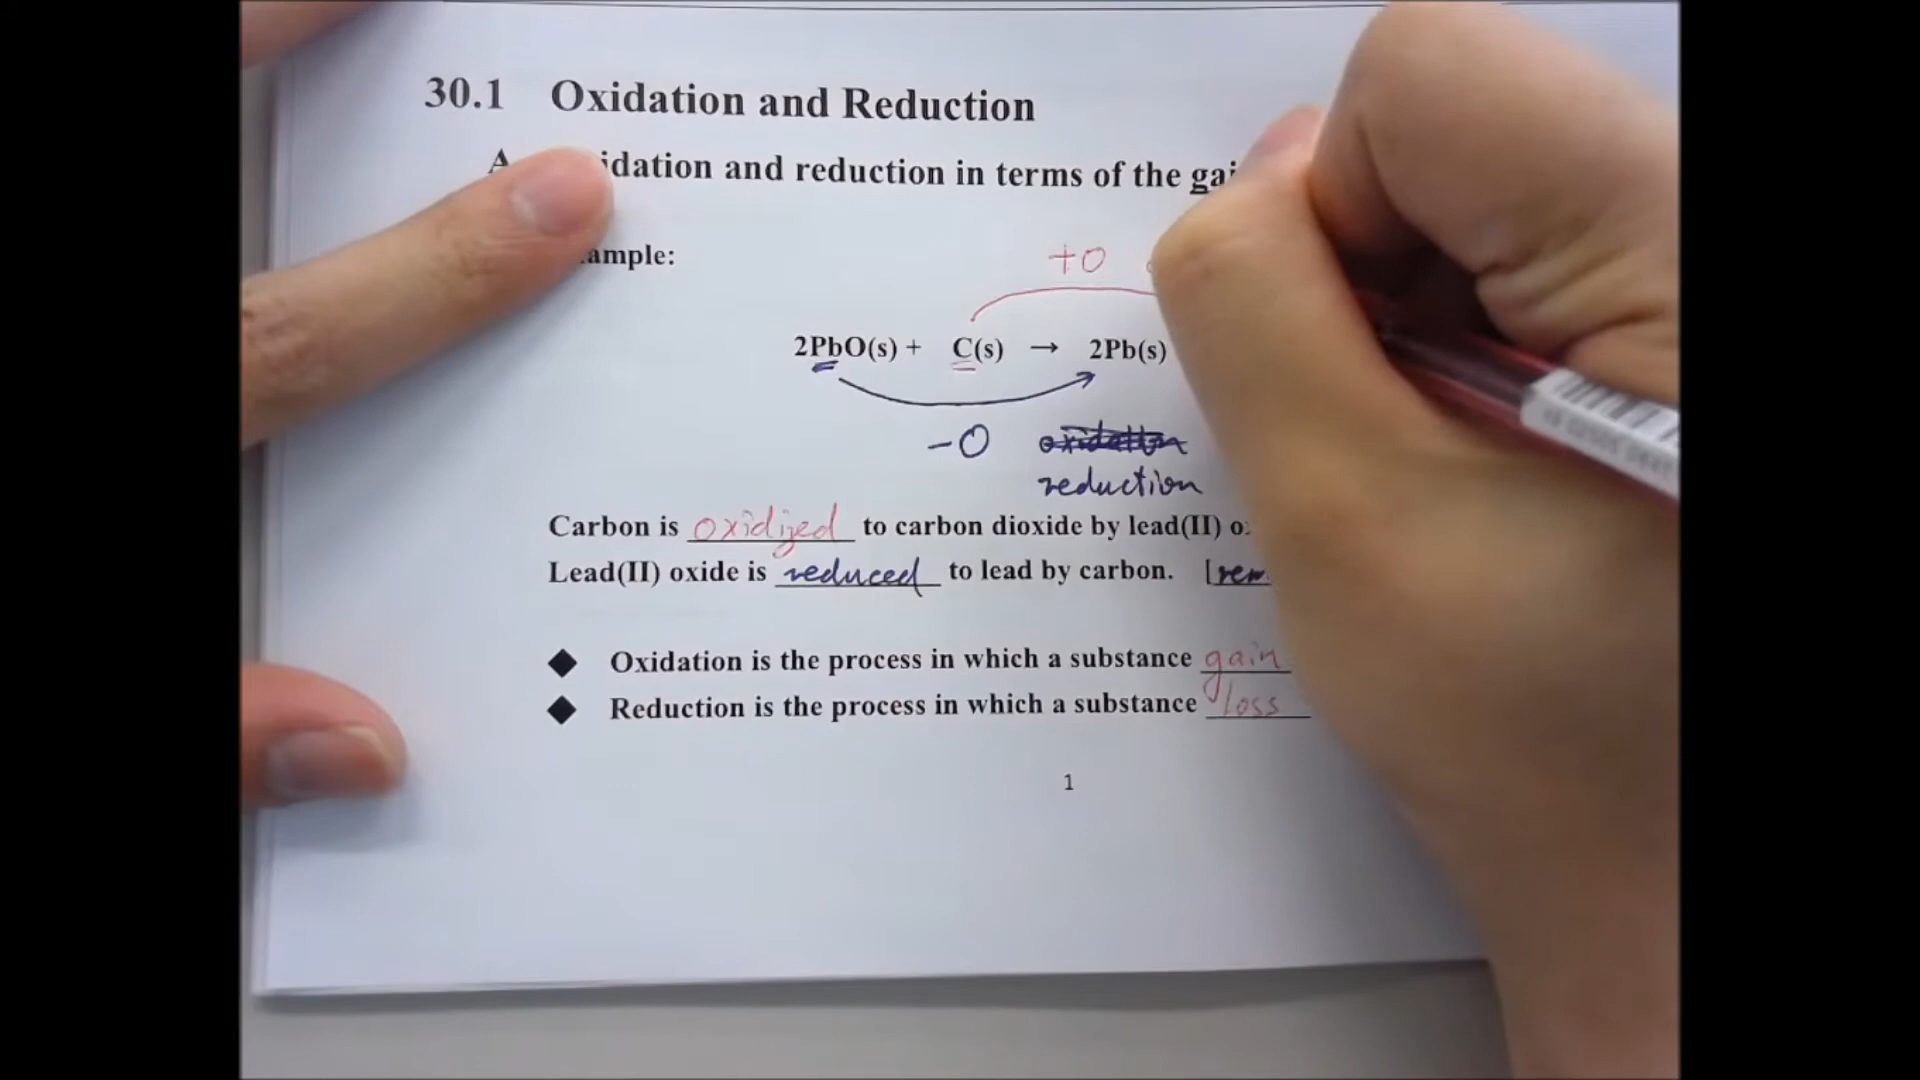 30.1 Oxidation and Reduction
A idation and reduction in terms of the gai
ample:
+O
2PbO(s) + C(s) → 2Pb(s)
-O oxidation
reduction
Carbon is oxidized to carbon dioxide by lead(II) o
Lead(II) oxide is reduced to lead by carbon. [rem
Oxidation is the process in which a substance gain
Reduction is the process in which a substance loss
1